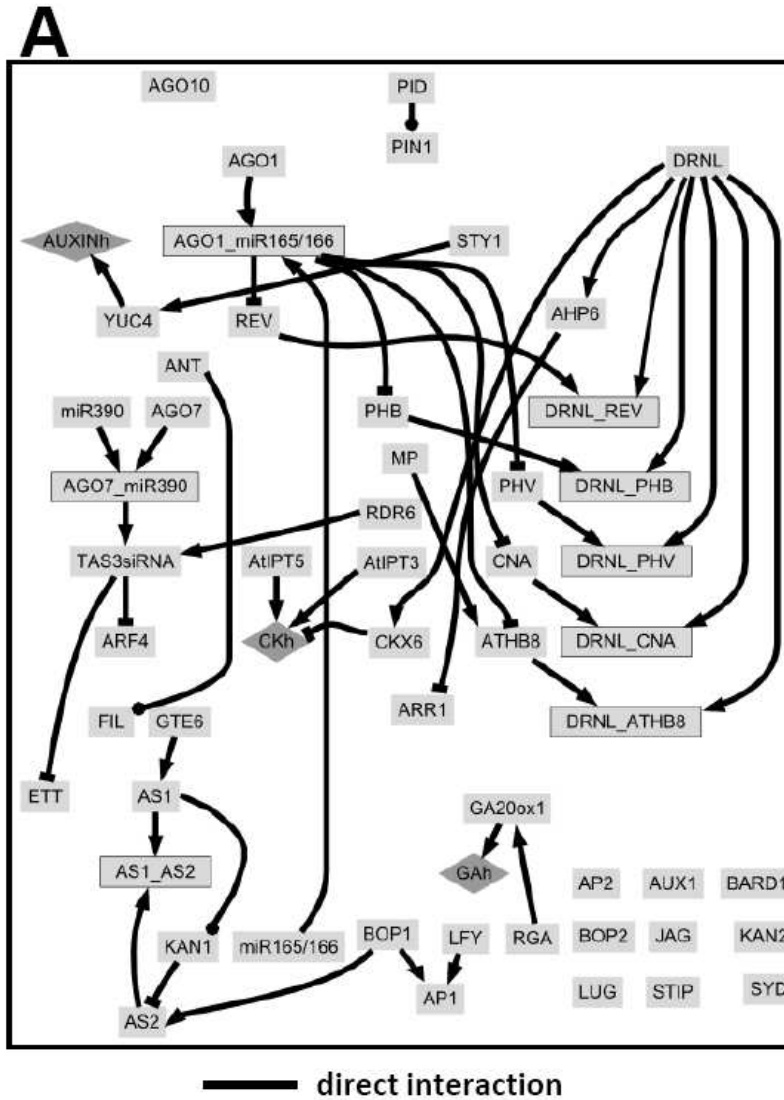 A
AGO10 PID
PIN1
AGO1 DRNL
AUXINh AGO1_miR165/166 STY1
YUC4 REV AHP6
ANT
miR390 AGO7 PHB DRNL_REV
MP
AGO7_miR390 PHV DRNL_PHB
RDR6
TAS3siRNA AtIPT5 AtIPT3 CNA DRNL_PHV
ARF4 CKh CKX6 ATHB8 DRNL_CNA
ARR1
FIL GTE6 DRNL_ATHB8
ETT AS1 GA20ox1
AS1_AS2 GAh
AP2 AUX1 BARD1
KAN1 miR165/166 BOP1 LFY RGA BOP2 JAG KAN2
AP1 LUG STIP SYD
AS2
direct interaction